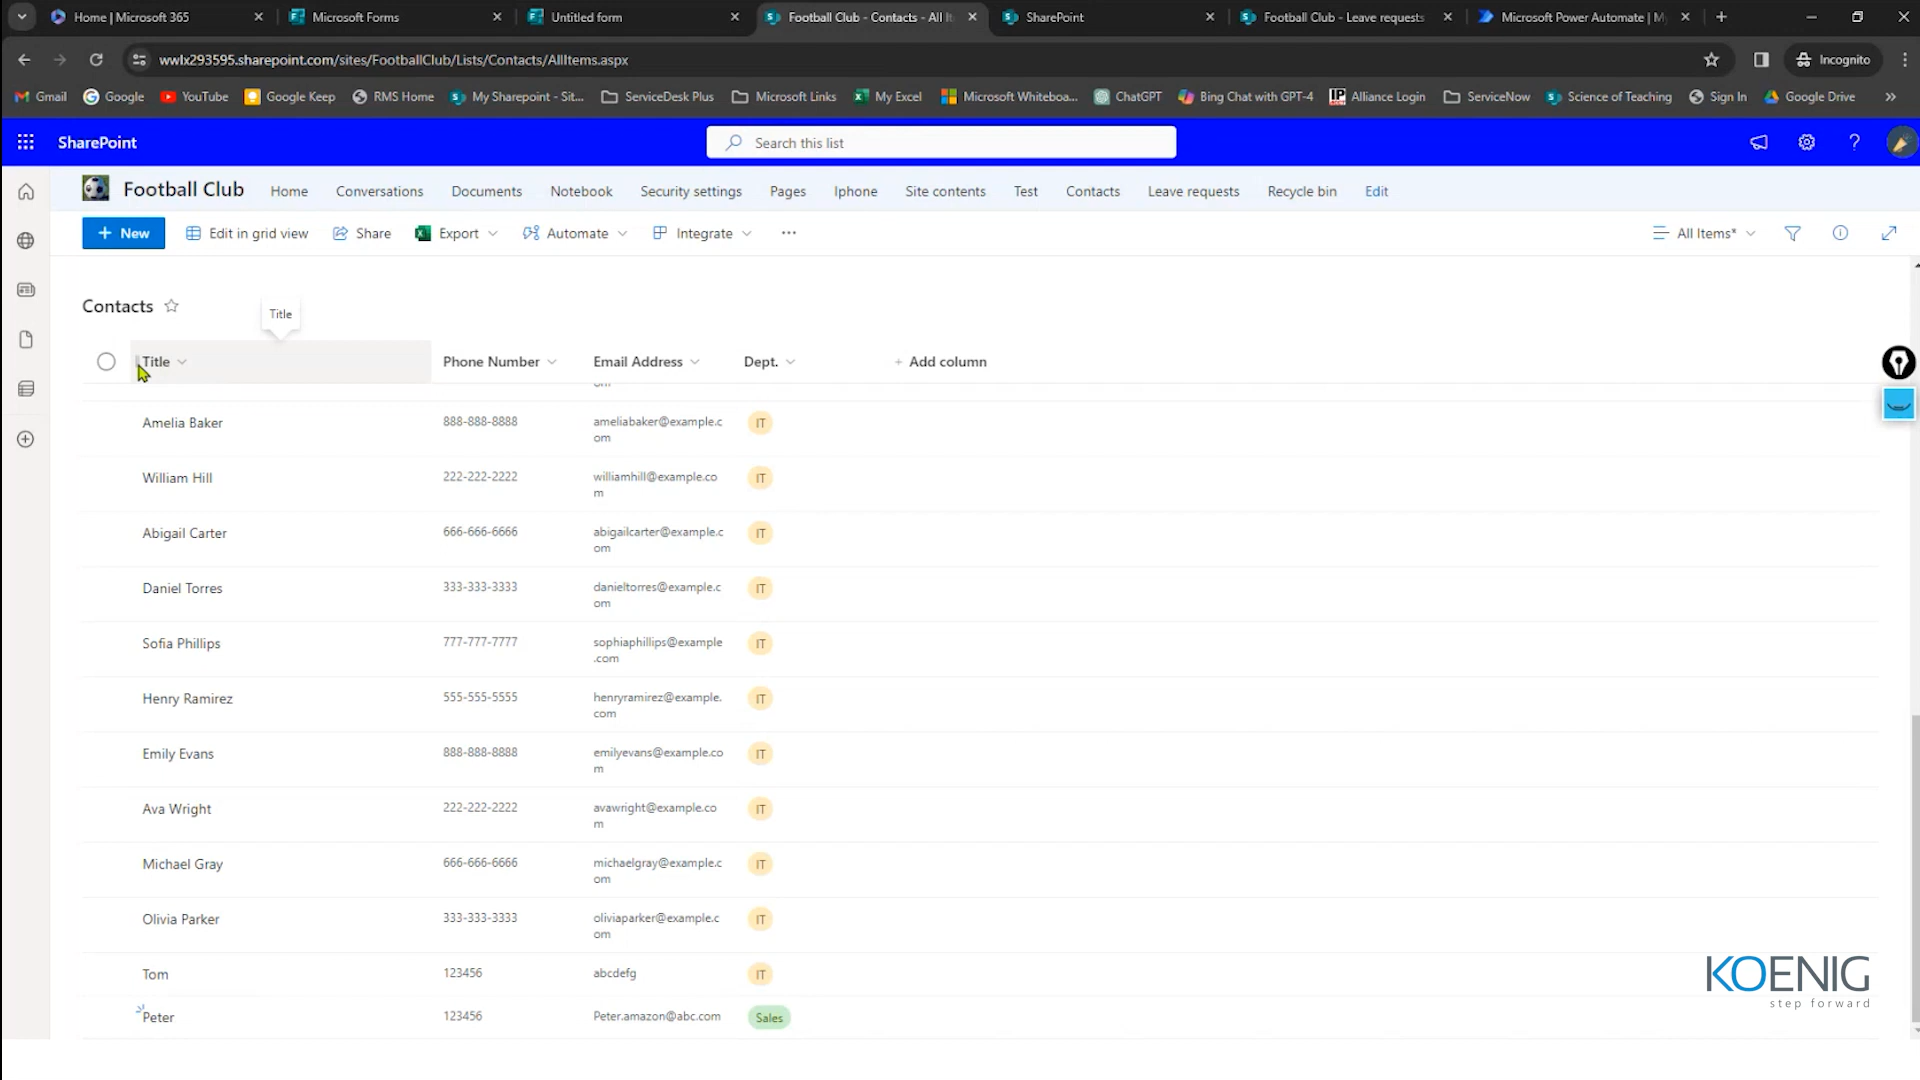 Home | Microsoft 365
Microsoft Forms
Untitled form
Football Club - Contacts - All It
SharePoint
Football Club - Leave requests
Microsoft Power Automate | M
wwlx293595.sharepoint.com/sites/FootballClub/Lists/Contacts/AllItems.aspx
Incognito
Gmail
Google
YouTube
Google Keep
RMS Home
My Sharepoint - Sit...
ServiceDesk Plus
Microsoft Links
My Excel
Microsoft Whiteboa...
ChatGPT
Bing Chat with GPT-4
Alliance Login
ServiceNow
Science of Teaching
Sign In
Google Drive
SharePoint
Search this list
Football Club
Home
Conversations
Documents
Notebook
Security settings
Pages
Iphone
Site contents
Test
Contacts
Leave requests
Recycle bin
Edit
New
Edit in grid view
Share
Export
Automate
Integrate
All Items*
Contacts
Title
Title
Phone Number
Email Address
Dept.
+ Add column
om
Amelia Baker 888-888-8888 ameliabaker@example.c IT
om
William Hill 222-222-2222 williamhill@example.co IT
m
Abigail Carter 666-666-6666 abigailcarter@example.c IT
om
Daniel Torres 333-333-3333 danieltorres@example.c IT
om
Sofia Phillips 777-777-7777 sophiaphillips@example IT
.com
Henry Ramirez 555-555-5555 henryramirez@example. IT
com
Emily Evans 888-888-8888 emilyevans@example.co IT
m
Ava Wright 222-222-2222 avawright@example.co IT
m
Michael Gray 666-666-6666 michaelgray@example.c IT
om
Olivia Parker 333-333-3333 oliviaparker@example.c IT
om
Tom 123456 abcdefg IT
Peter 123456 Peter.amazon@abc.com Sales
KOENIG
step forward